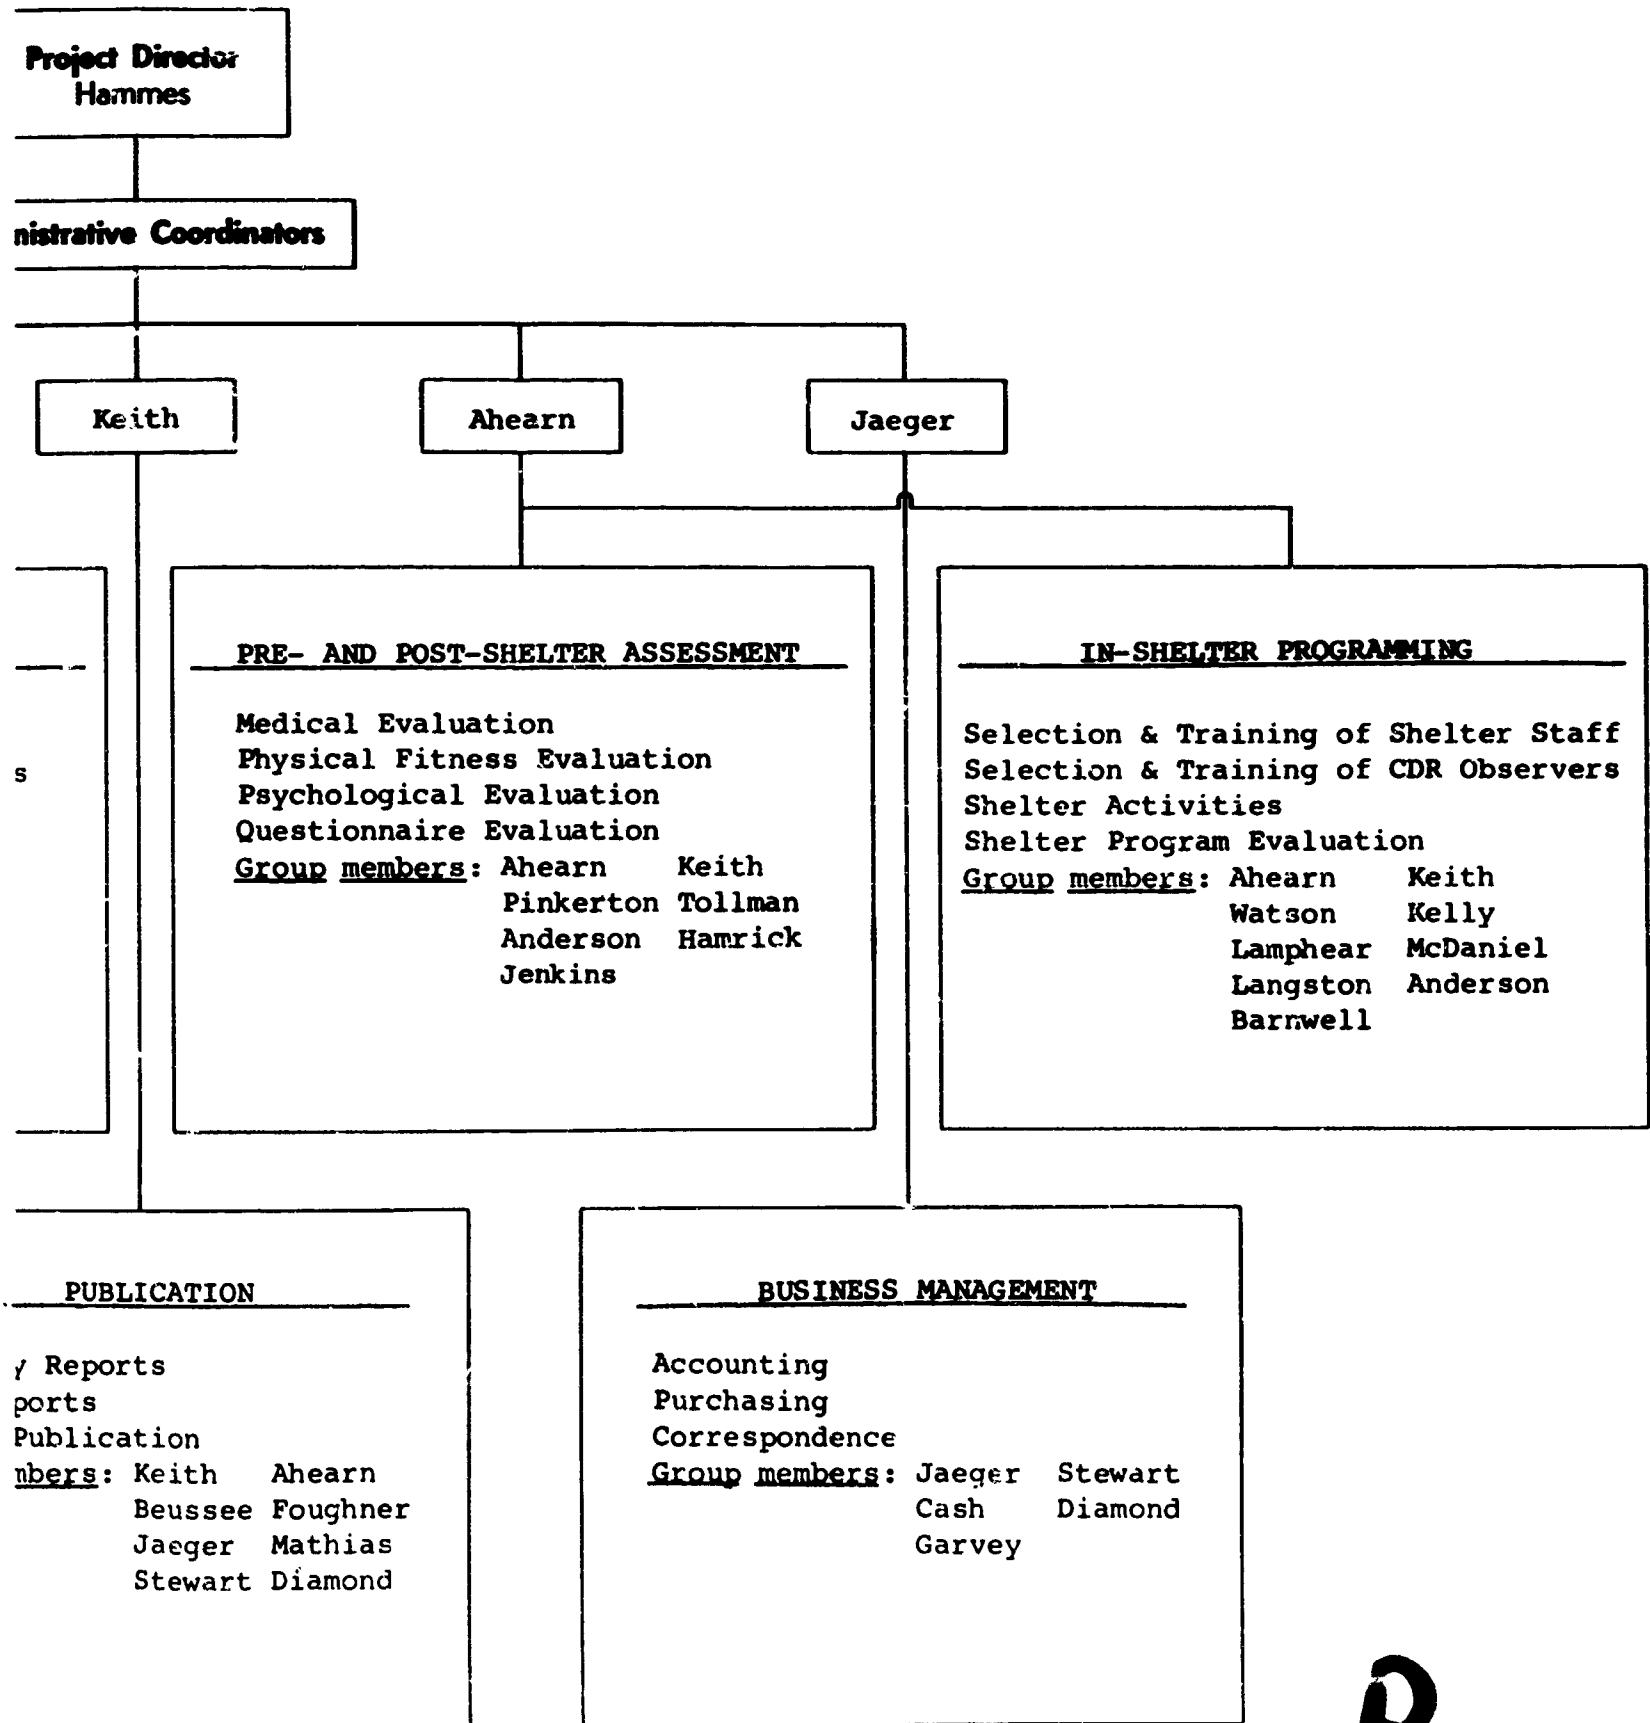 Project Director
Hammes
nistrative Coordinators
Keith
Ahearn
Jaeger
s
PRE- AND POST-SHELTER ASSESSMENT
Medical Evaluation
Physical Fitness Evaluation
Psychological Evaluation
Questionnaire Evaluation
Group members: Ahearn Keith
Pinkerton Tollman
Anderson Hamrick
Jenkins
IN-SHELTER PROGRAMMING
Selection & Training of Shelter Staff
Selection & Training of CDR Observers
Shelter Activities
Shelter Program Evaluation
Group members: Ahearn Keith
Watson Kelly
Lamphear McDaniel
Langston Anderson
Barnwell
PUBLICATION
y Reports
ports
Publication
mbers: Keith Ahearn
Beussee Foughner
Jaeger Mathias
Stewart Diamond
BUSINESS MANAGEMENT
Accounting
Purchasing
Correspondence
Group members: Jaeger Stewart
Cash Diamond
Garvey